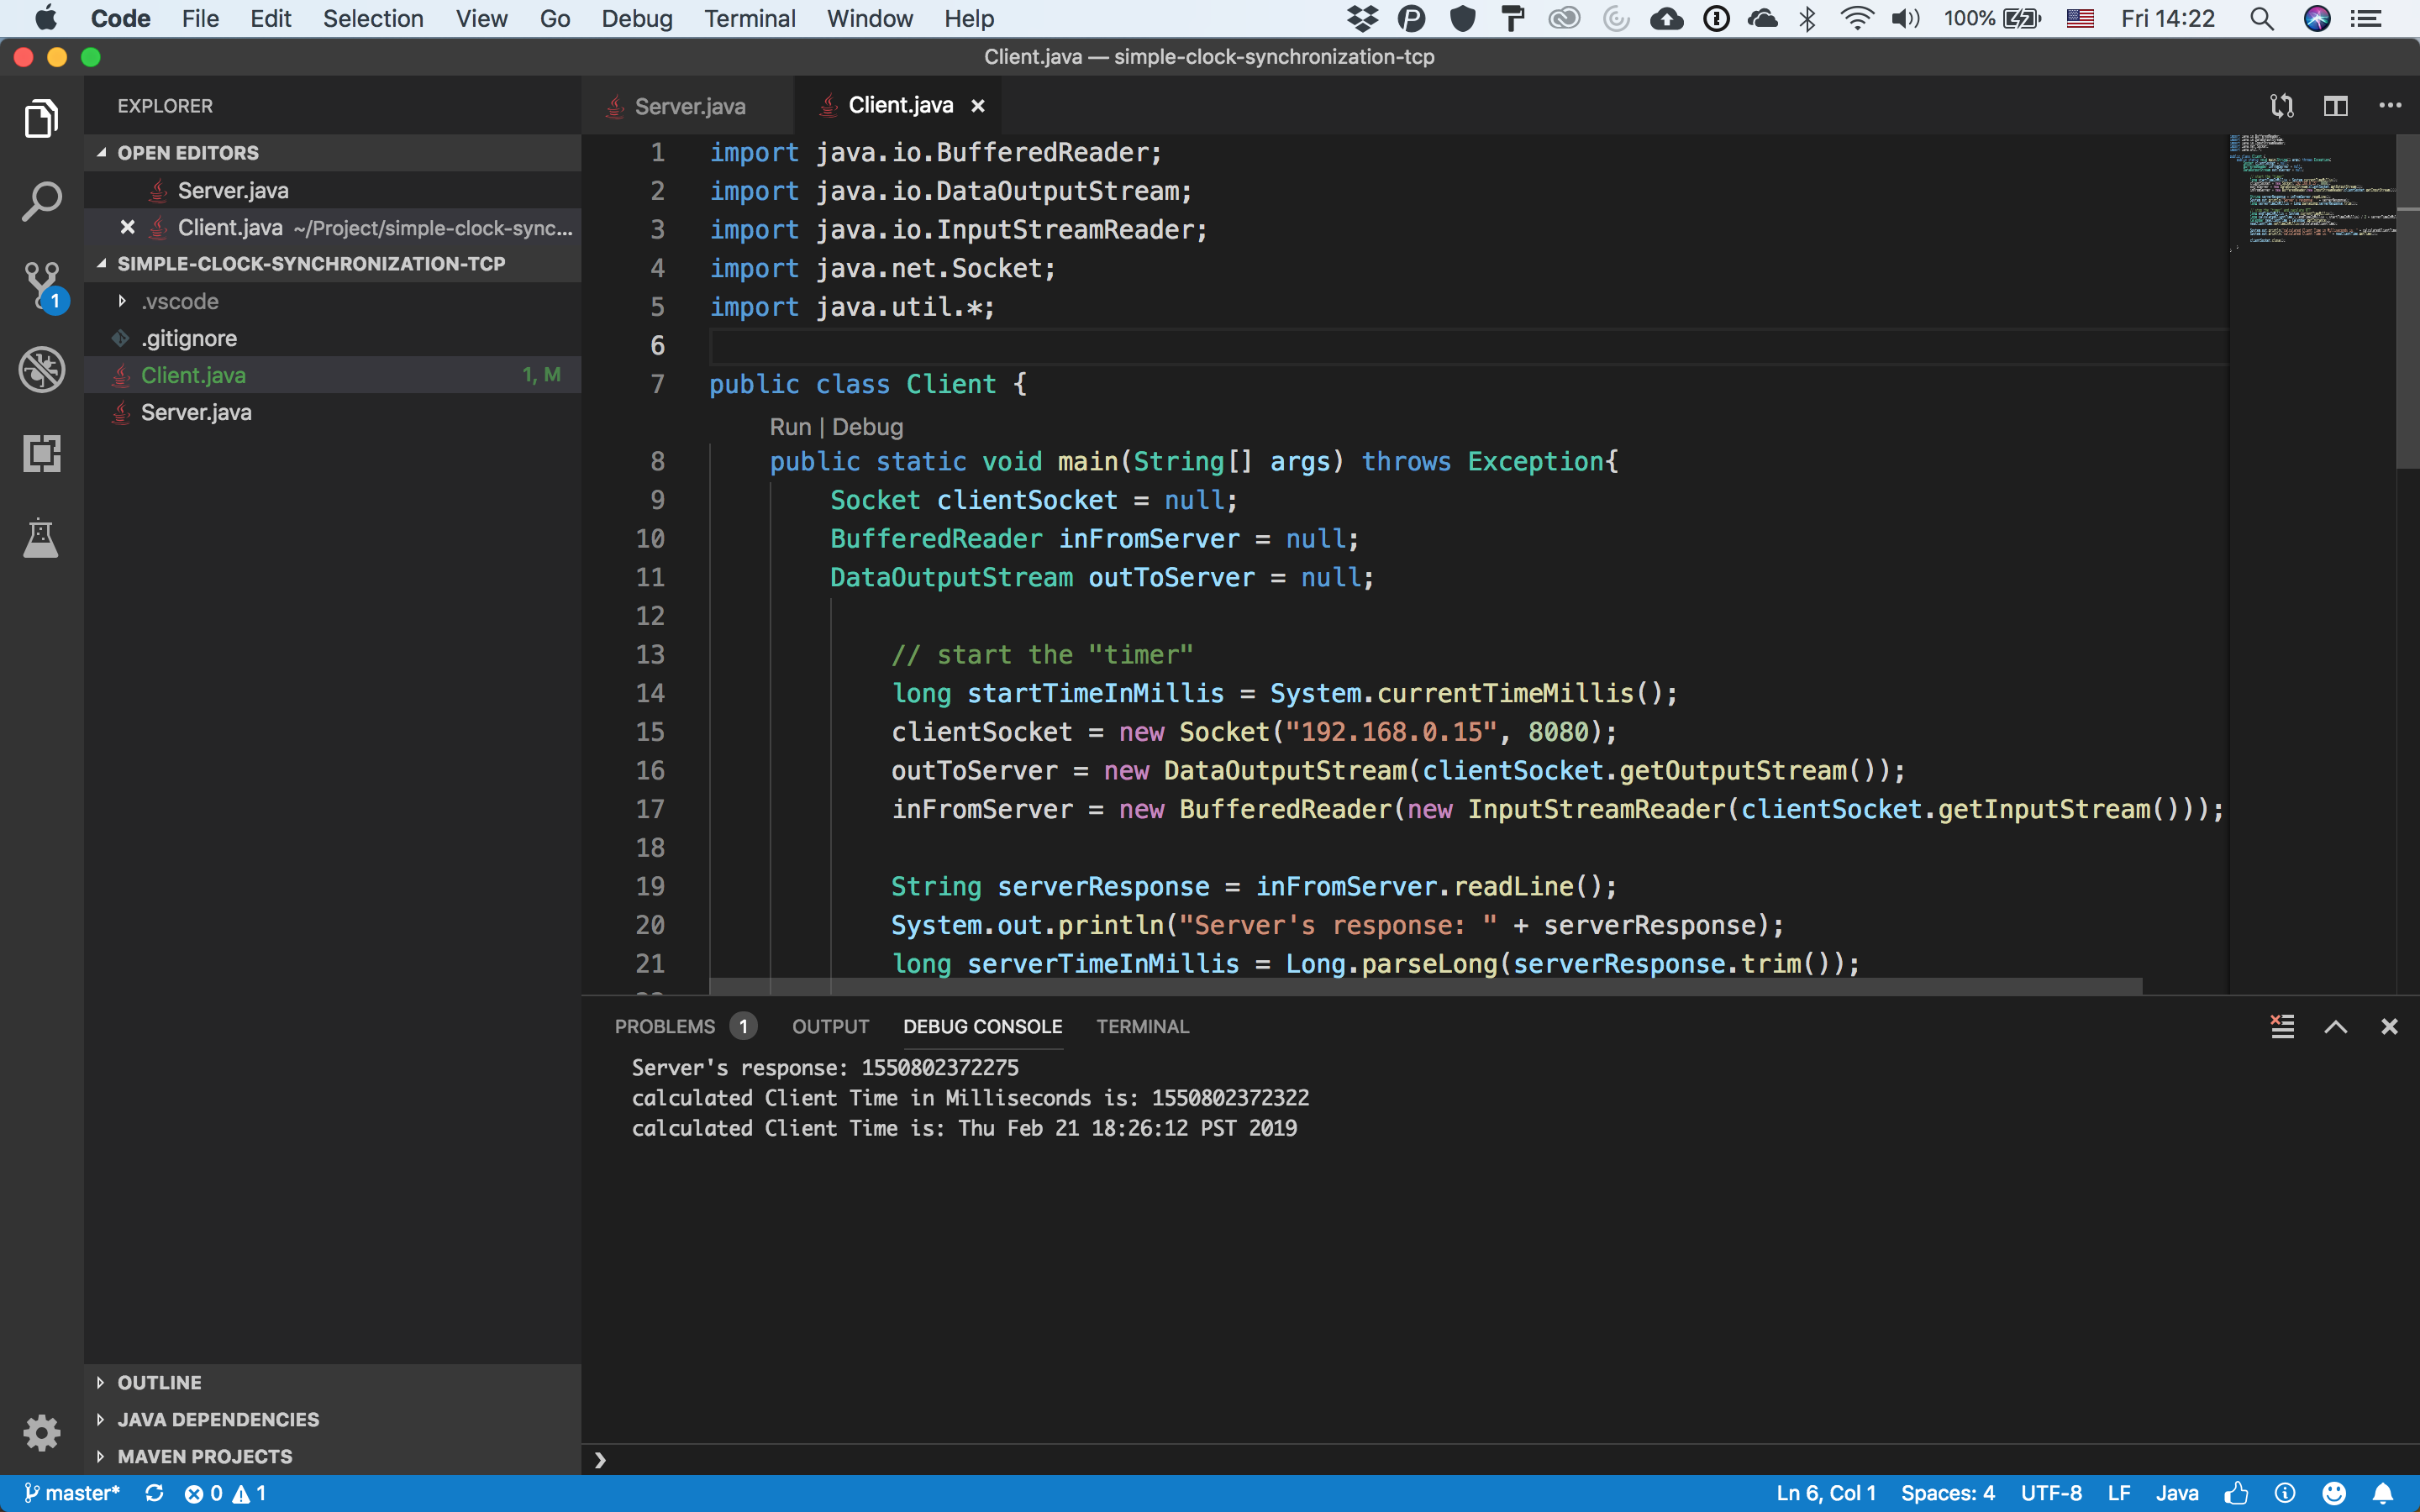 Code File Edit Selection View Go Debug Terminal Window Help 100% Fri 14:22
Client.java — simple-clock-synchronization-tcp
EXPLORER
OPEN EDITORS
Server.java
Client.java ~/Project/simple-clock-sync...
SIMPLE-CLOCK-SYNCHRONIZATION-TCP
.vscode
.gitignore
Client.java 1, M
Server.java
OUTLINE
JAVA DEPENDENCIES
MAVEN PROJECTS
1
Server.java Client.java
1 import java.io.BufferedReader;
2 import java.io.DataOutputStream;
3 import java.io.InputStreamReader;
4 import java.net.Socket;
5 import java.util.*;
6
7 public class Client {
Run | Debug
8 public static void main(String[] args) throws Exception{
9 Socket clientSocket = null;
10 BufferedReader inFromServer = null;
11 DataOutputStream outToServer = null;
12
13 // start the "timer"
14 long startTimeInMillis = System.currentTimeMillis();
15 clientSocket = new Socket("192.168.0.15", 8080);
16 outToServer = new DataOutputStream(clientSocket.getOutputStream());
17 inFromServer = new BufferedReader(new InputStreamReader(clientSocket.getInputStream()));
18
19 String serverResponse = inFromServer.readLine();
20 System.out.println("Server's response: " + serverResponse);
21 long serverTimeInMillis = Long.parseLong(serverResponse.trim());
PROBLEMS 1 OUTPUT DEBUG CONSOLE TERMINAL
Server's response: 1550802372275
calculated Client Time in Milliseconds is: 1550802372322
calculated Client Time is: Thu Feb 21 18:26:12 PST 2019
master* 0 1 Ln 6, Col 1 Spaces: 4 UTF-8 LF Java